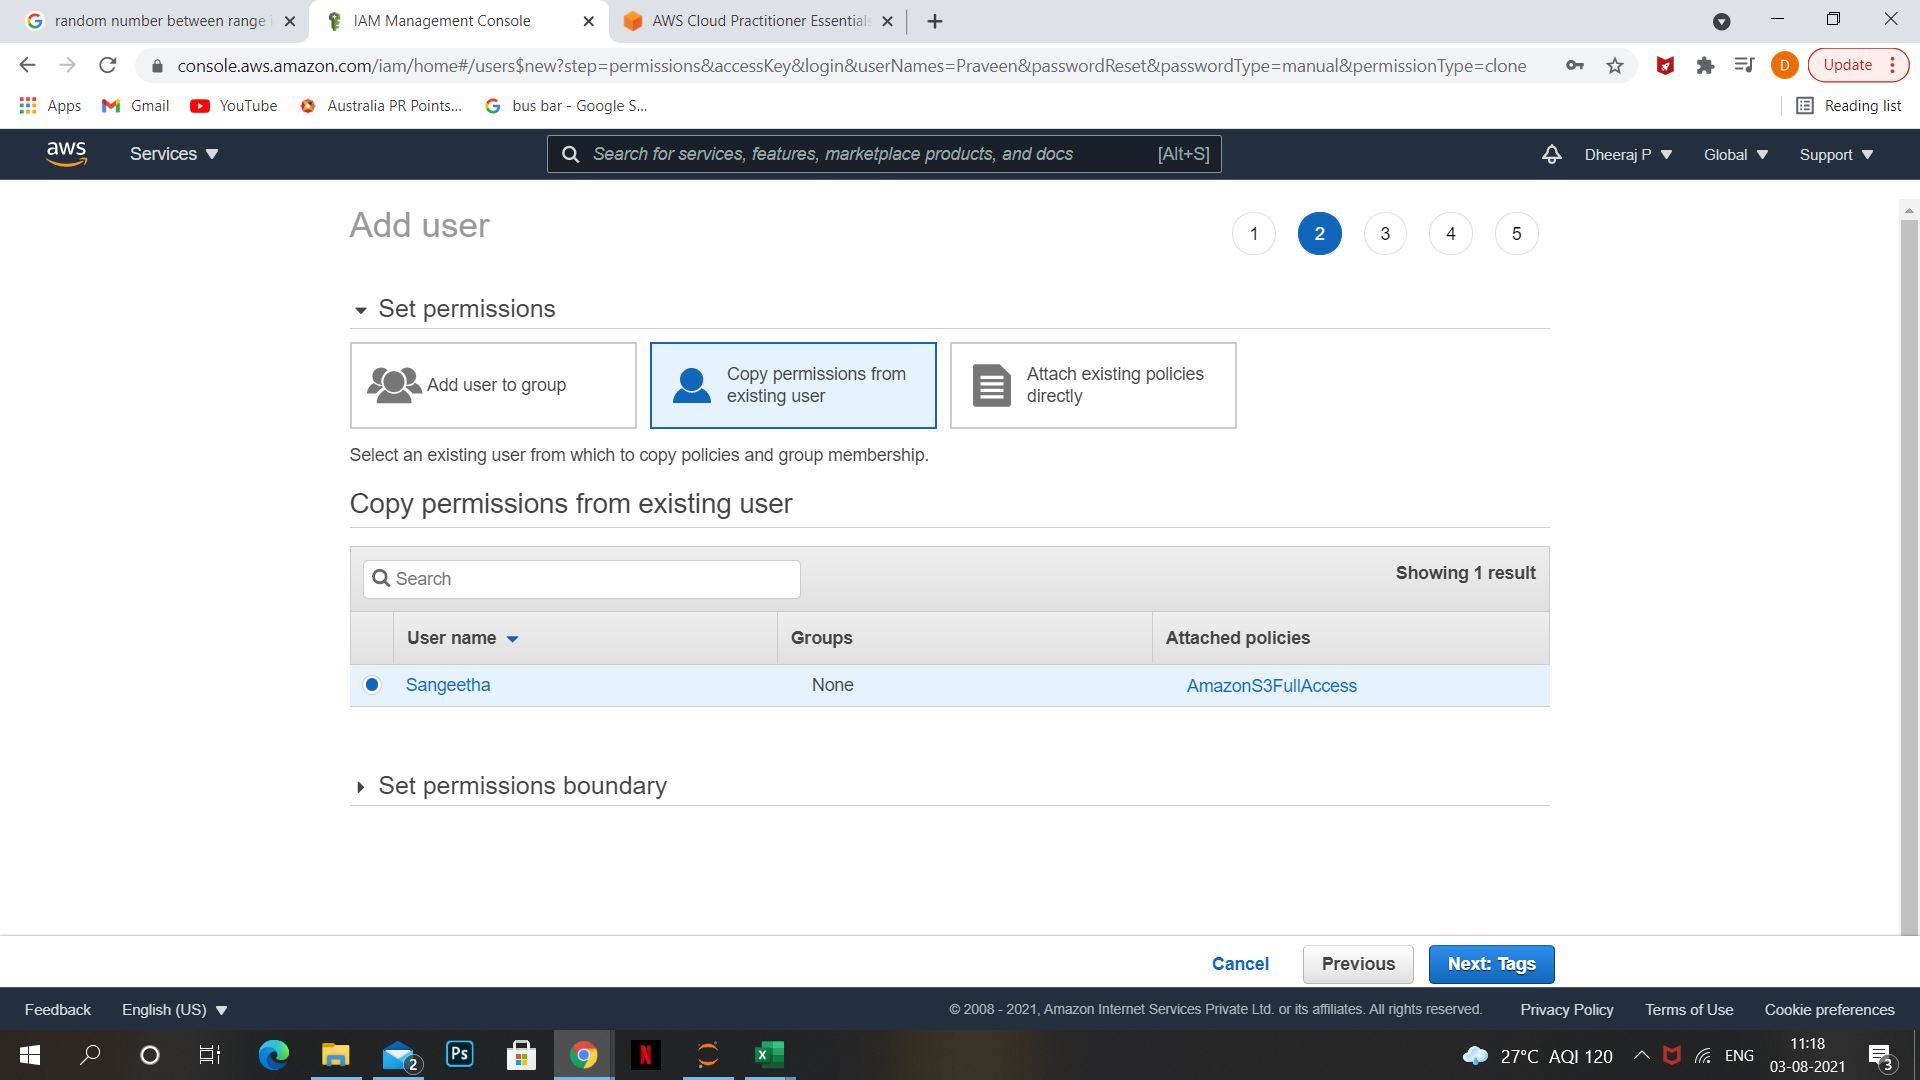 random number between range
IAM Management Console
AWS Cloud Practitioner Essentials
console.aws.amazon.com/iam/home#/users$new?step=permissions&accessKey&login&userNames=Praveen&passwordReset&passwordType=manual&permissionType=clone
D
Update
Apps
Gmail
YouTube
Australia PR Points...
bus bar - Google S...
Reading list
aws
Services
Search for services, features, marketplace products, and docs
[Alt+S]
Dheeraj P
Global
Support
Add user
1
2
3
4
5
Set permissions
Add user to group
Copy permissions from
existing user
Attach existing policies
directly
Select an existing user from which to copy policies and group membership.
Copy permissions from existing user
Search
Showing 1 result
User name
Groups
Attached policies
Sangeetha
None
AmazonS3FullAccess
Set permissions boundary
Cancel
Previous
Next: Tags
Feedback
English (US)
© 2008 - 2021, Amazon Internet Services Private Ltd. or its affiliates. All rights reserved.
Privacy Policy
Terms of Use
Cookie preferences
2
Ps
N
x
27°C AQI 120
ENG
11:18
03-08-2021
3